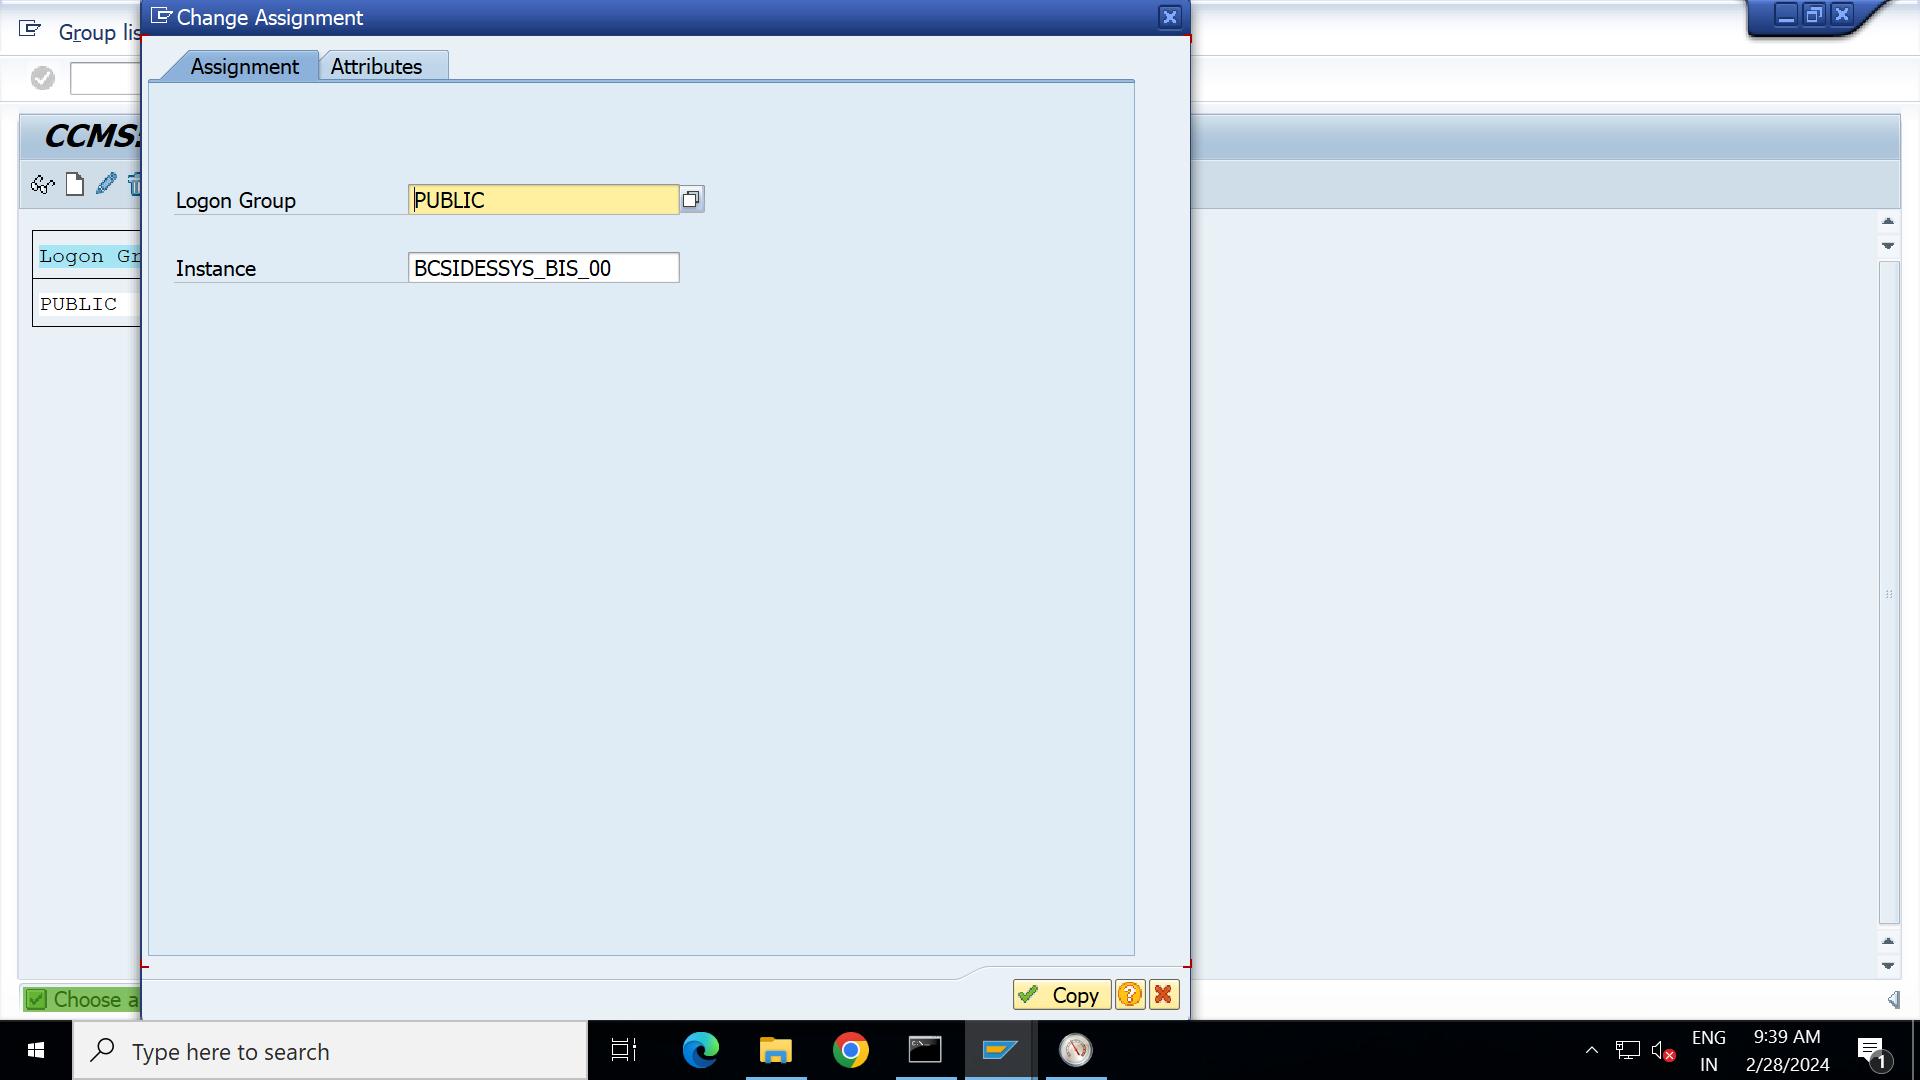 Change Assignment
Group lis
Assignment
Attributes
CCMS:
Logon Group
PUBLIC
Instance
BCSIDESSYS_BIS_00
Logon Gr
PUBLIC
Choose a
Copy
Type here to search
ENG
IN
9:39 AM
2/28/2024
1